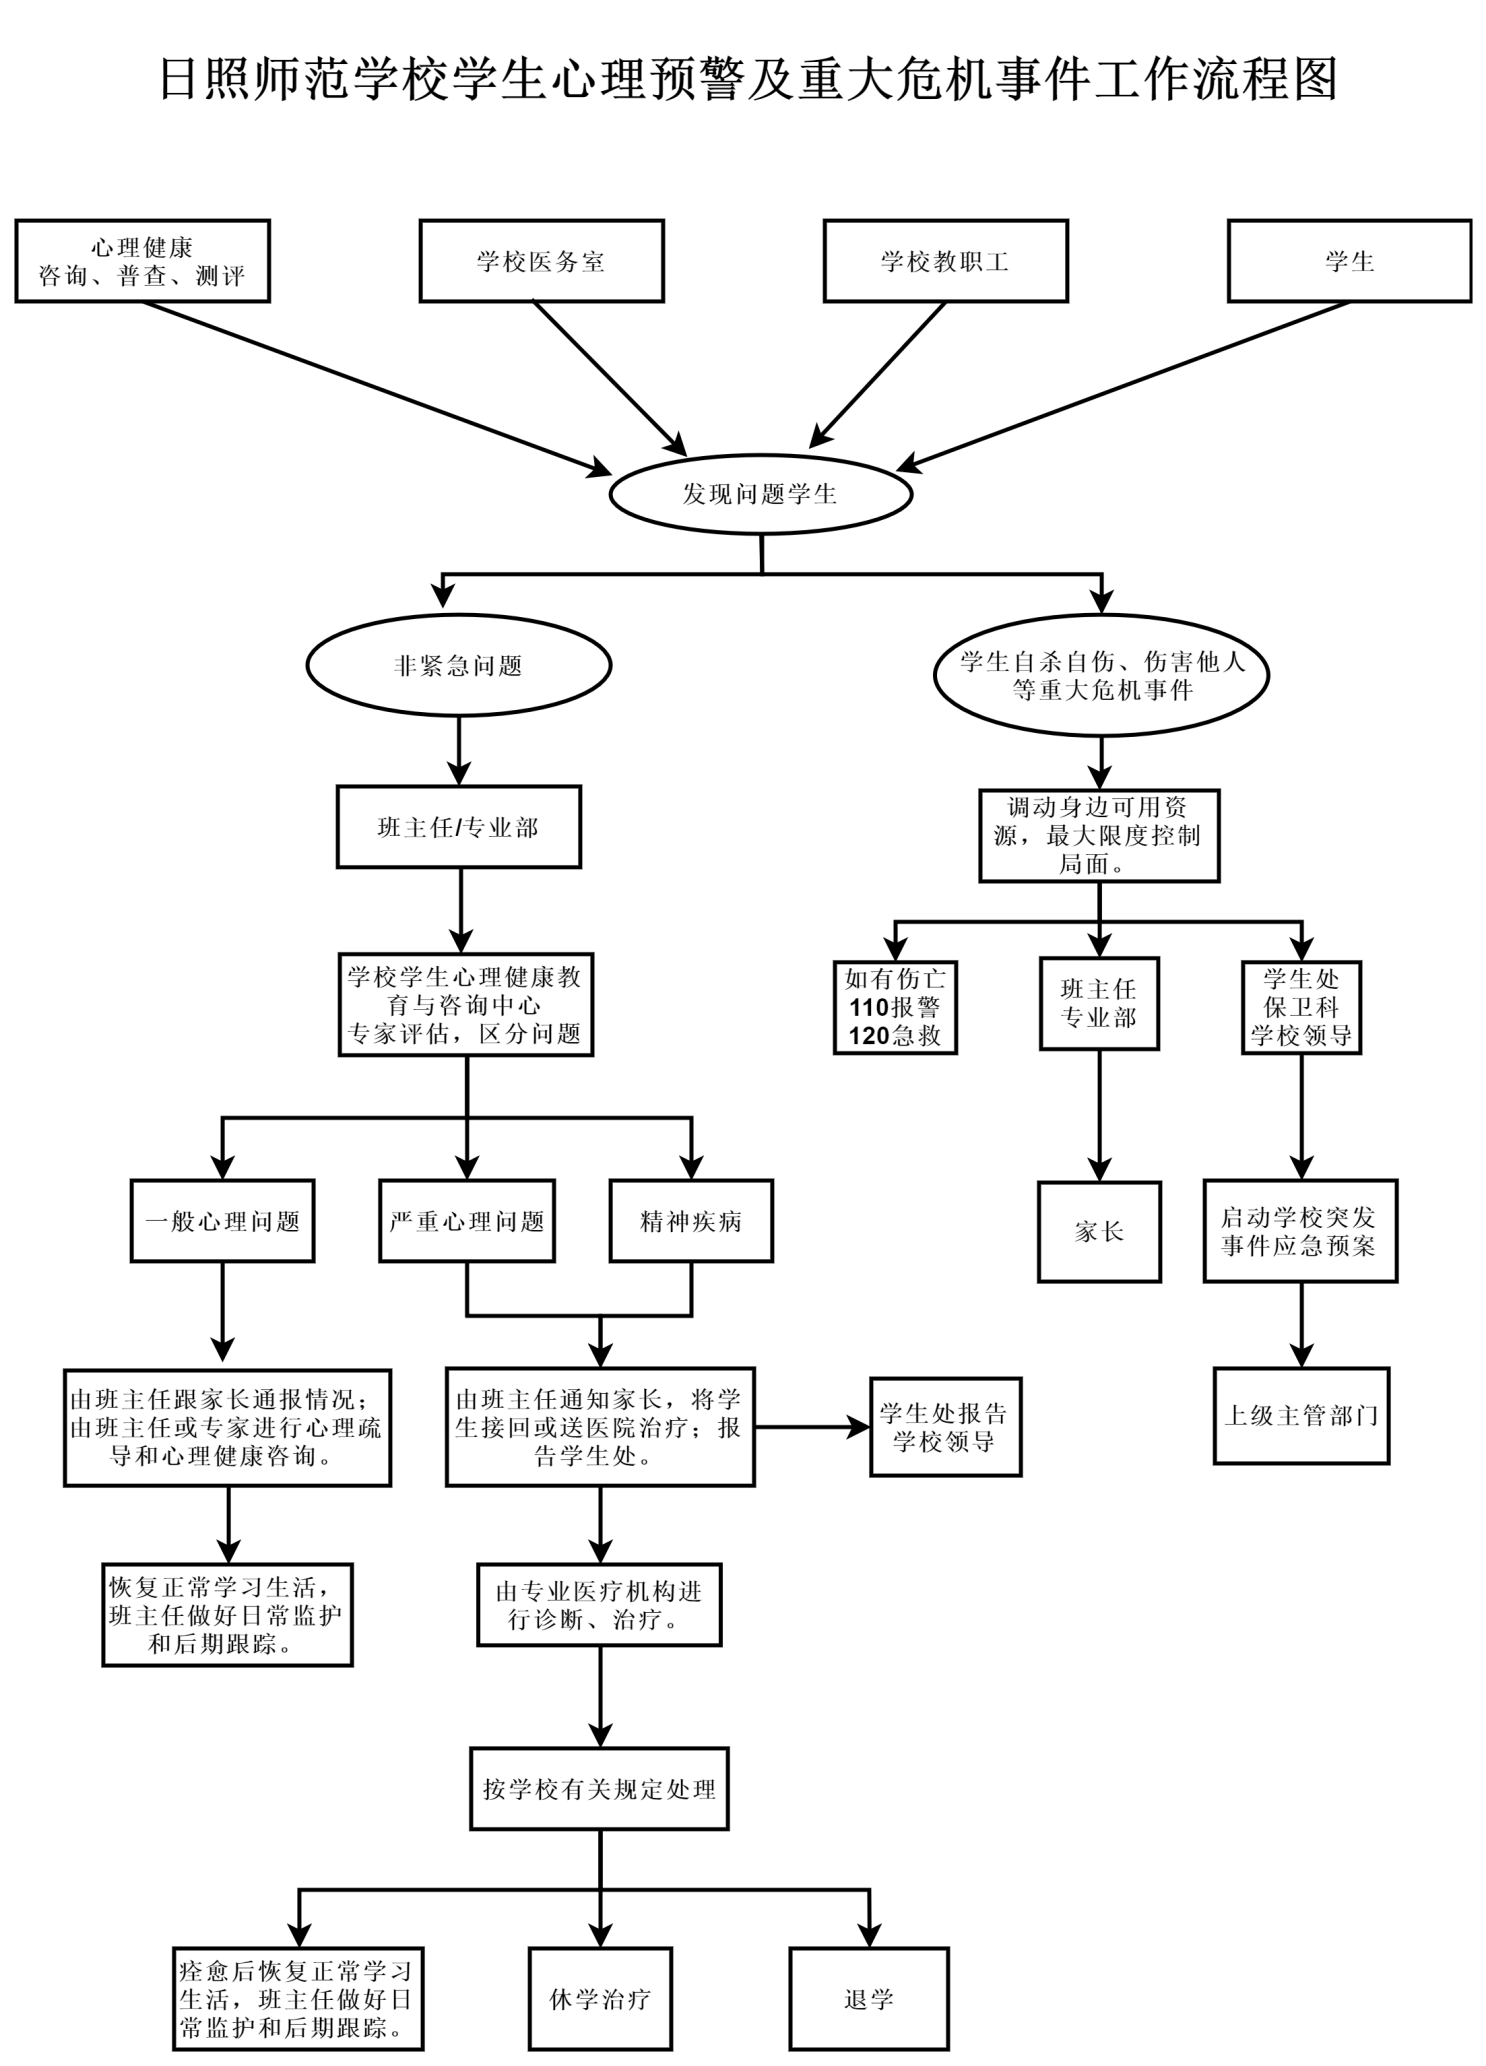 日照师范学校学生心理预警及重大危机事件工作流程图
心理健康
咨询、普查、测评
学校医务室
学校教职工
学生
发现问题学生
非紧急问题
学生自杀自伤、伤害他人
等重大危机事件
班主任/专业部
调动身边可用资
源，最大限度控制
局面。
学校学生心理健康教
育与咨询中心
专家评估，区分问题
如有伤亡
110报警
120急救
班主任
专业部
学生处
保卫科
学校领导
一般心理问题
严重心理问题
精神疾病
家长
启动学校突发
事件应急预案
由班主任跟家长通报情况；
由班主任或专家进行心理疏
导和心理健康咨询。
由班主任通知家长，将学
生接回或送医院治疗；报
告学生处。
学生处报告
学校领导
上级主管部门
恢复正常学习生活，
班主任做好日常监护
和后期跟踪。
由专业医疗机构进
行诊断、治疗。
按学校有关规定处理
痊愈后恢复正常学习
生活，班主任做好日
常监护和后期跟踪。
休学治疗
退学